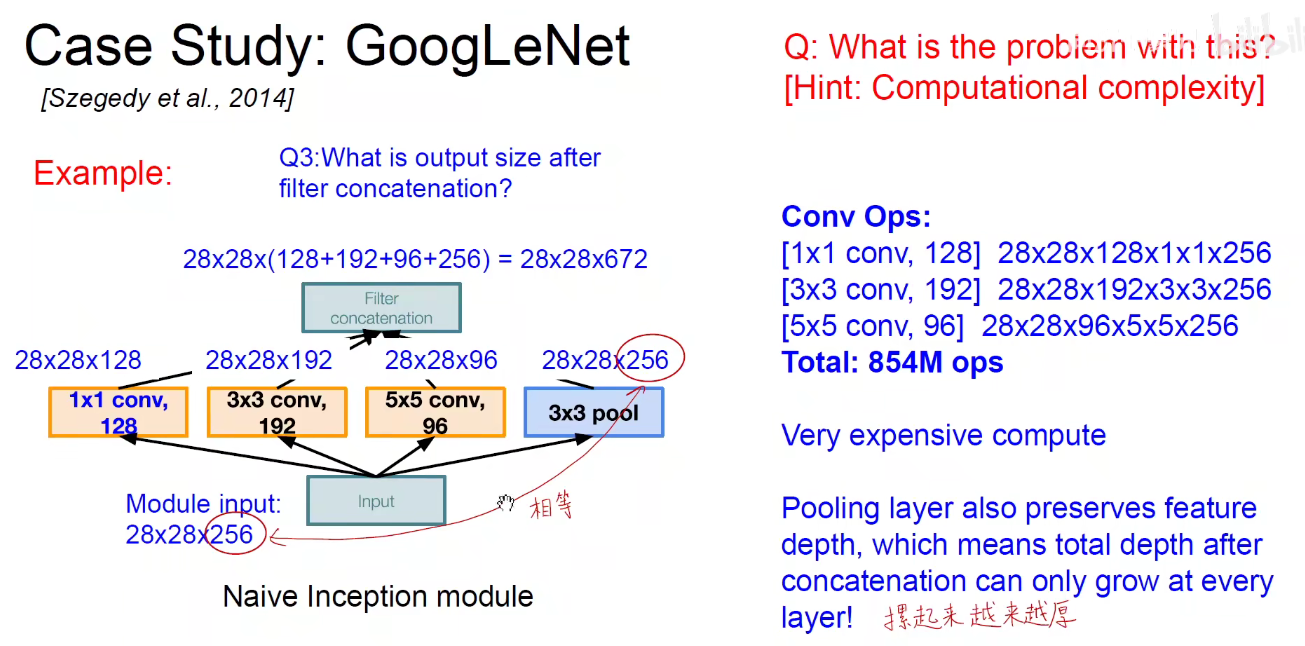 Case Study: GoogLeNet
[Szegedy et al., 2014]
Q: What is the problem with this?
[Hint: Computational complexity]
Example:
Q3:What is output size after
filter concatenation?
28x28x(128+192+96+256) = 28x28x672
Filter
concatenation
28x28x128
28x28x192
28x28x96
28x28x256
1x1 conv,
128
3x3 conv,
192
5x5 conv,
96
3x3 pool
Module input:
28x28x256
Input
相等
Naive Inception module
Conv Ops:
[1x1 conv, 128] 28x28x128x1x1x256
[3x3 conv, 192] 28x28x192x3x3x256
[5x5 conv, 96] 28x28x96x5x5x256
Total: 854M ops
Very expensive compute
Pooling layer also preserves feature
depth, which means total depth after
concatenation can only grow at every
layer!
摞起来越来越厚